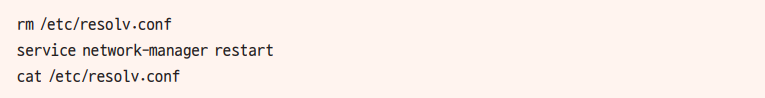 rm /etc/resolv.conf
service network-manager restart
cat /etc/resolv.conf